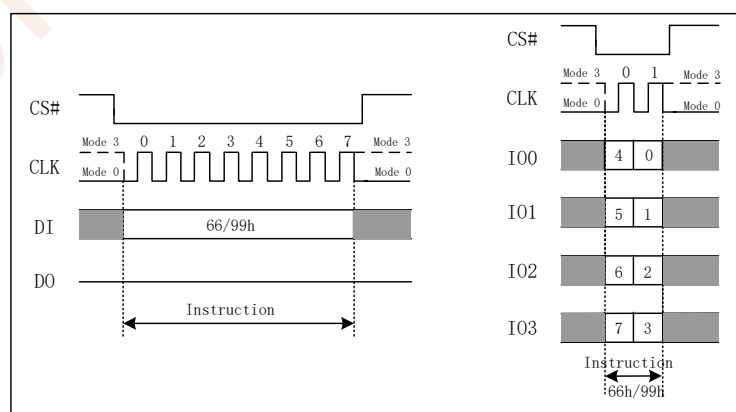 CS#
Mode 3 0 1 2 3 4 5 6 7 Mode 3
CLK
Mode 0 Mode 0
DI 66/99h
DO
Instruction
CS#
Mode 3 0 1 Mode 3
CLK
Mode 0 Mode 0
IO0 4 0
IO1 5 1
IO2 6 2
IO3 7 3
Instruction
66h/99h